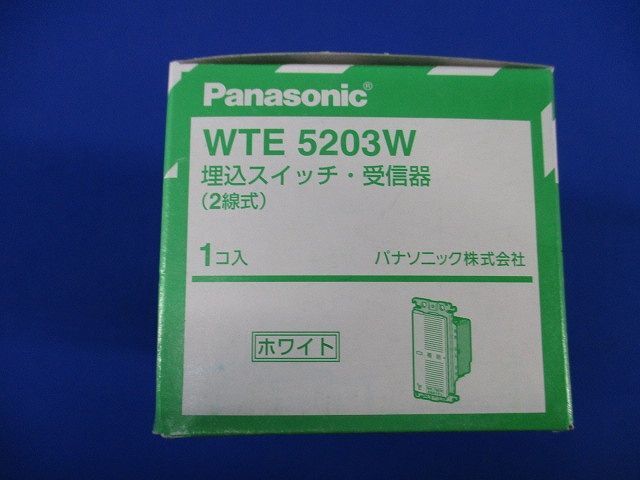 Panasonic®
WTE 5203W
埋込スイッチ・受信器
(2線式)
1コ入
パナソニック株式会社
ホワイト